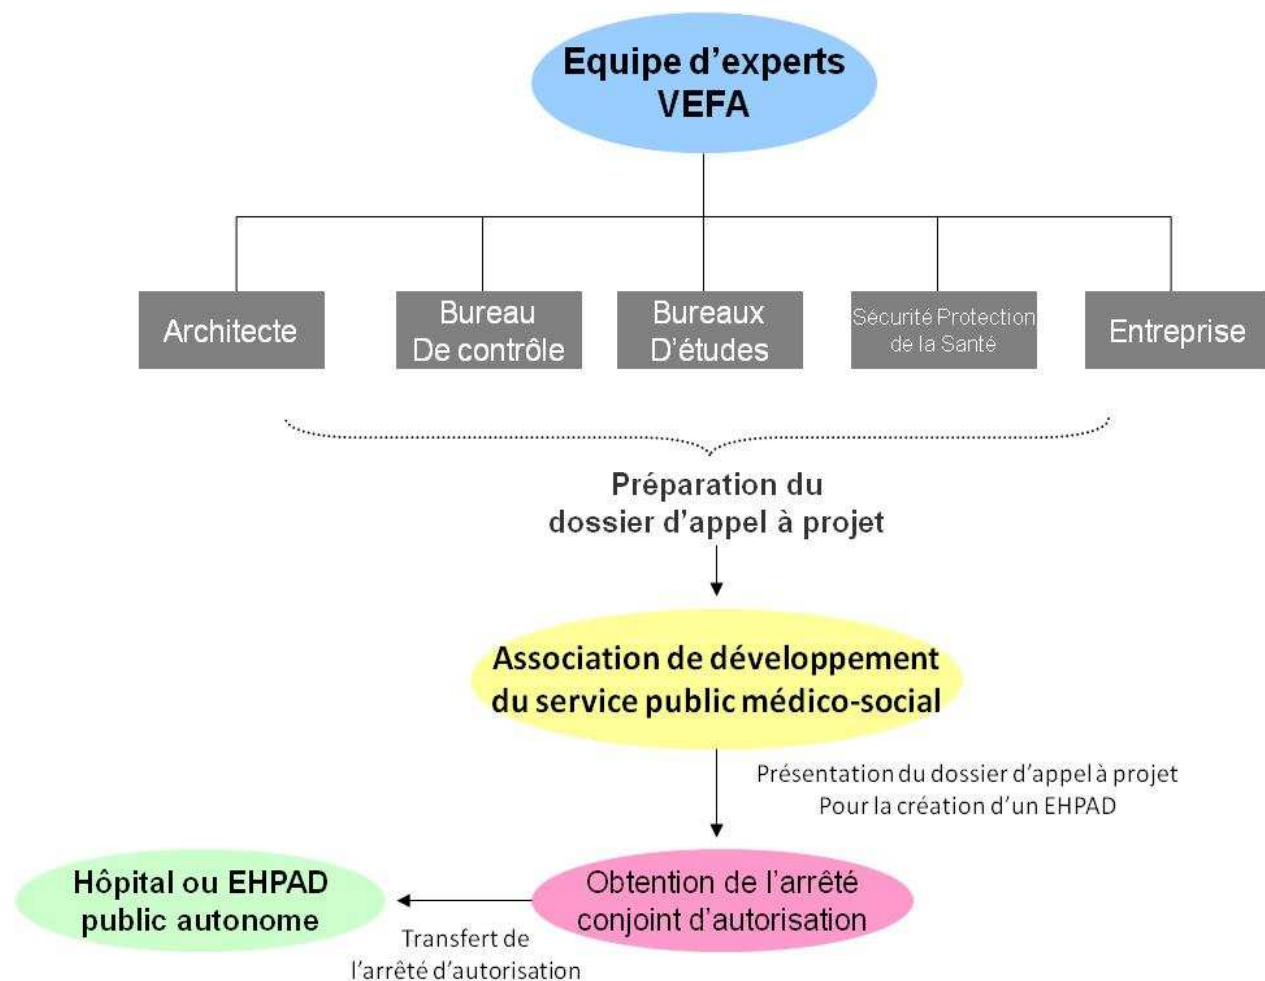 Equipe d'experts
VEFA
Architecte
Bureau
De contrôle
Bureaux
D'études
Sécurité Protection
de la Santé
Entreprise
Préparation du
dossier d'appel à projet
Association de développement
du service public médico-social
Présentation du dossier d'appel à projet
Pour la création d'un EHPAD
Hôpital ou EHPAD
public autonome
Obtention de l'arrêté
conjoint d'autorisation
Transfert de
l'arrêté d'autorisation